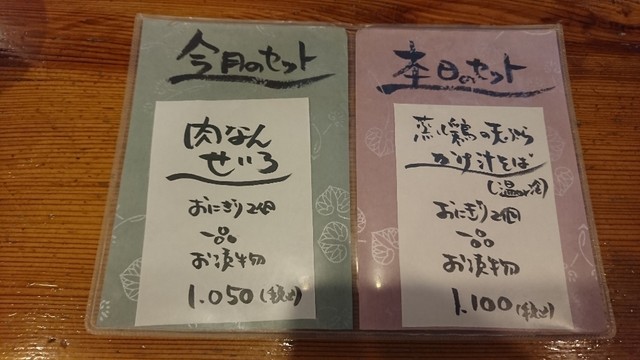 今月のセット
肉なん
せいろ
おにぎり2個
一品
お漬物
1.050(税込)
本日のセット
蒸し鶏の天ぷら
かけ汁そば
おにぎり2個
一品
お漬物
1.100(税込)